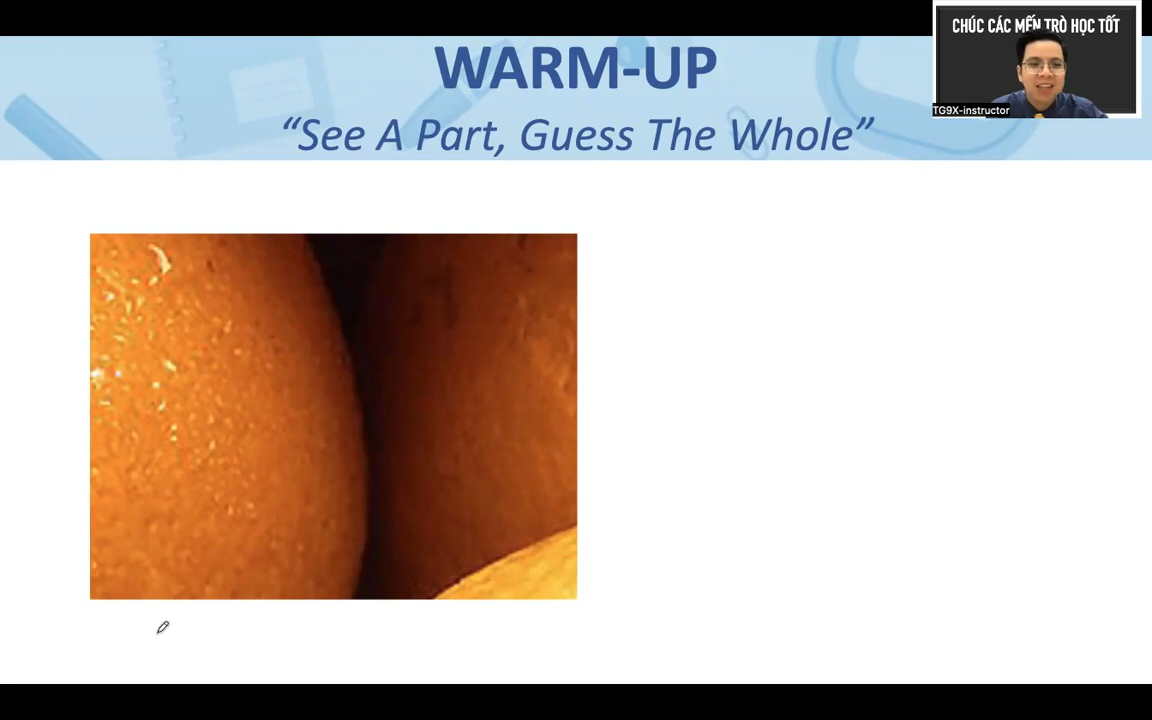 CHÚC CÁC MẾN TRÒ HỌC TỐT
WARM-UP
TG9X-instructor
“See A Part, Guess The Whole”